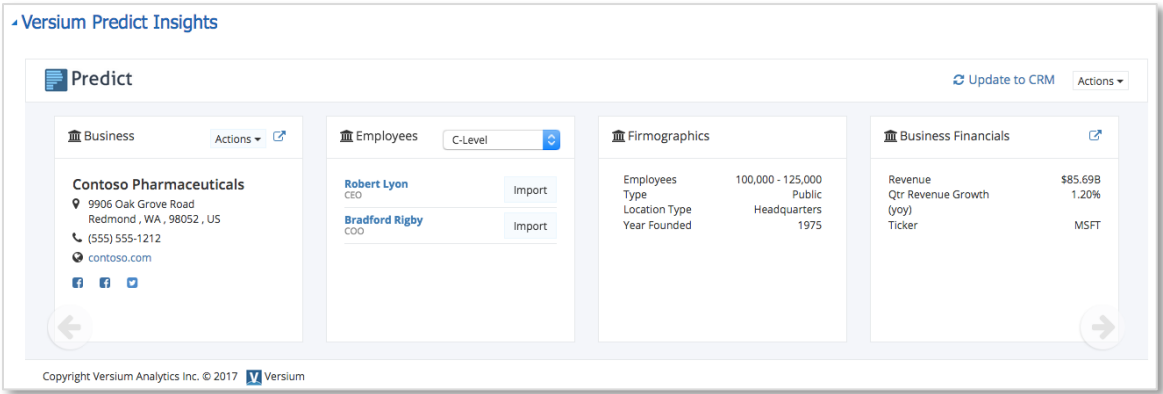 Versium Predict Insights
Predict
Update to CRM
Actions
Business
Actions
Contoso Pharmaceuticals
9906 Oak Grove Road
Redmond , WA , 98052 , US
(555) 555-1212
contoso.com
Employees
C-Level
Robert Lyon
CEO
Import
Bradford Rigby
COO
Import
Firmographics
Employees 100,000 - 125,000
Type Public
Location Type Headquarters
Year Founded 1975
Business Financials
Revenue $85.69B
Qtr Revenue Growth 1.20%
(yoy)
Ticker MSFT
Copyright Versium Analytics Inc. © 2017 V Versium